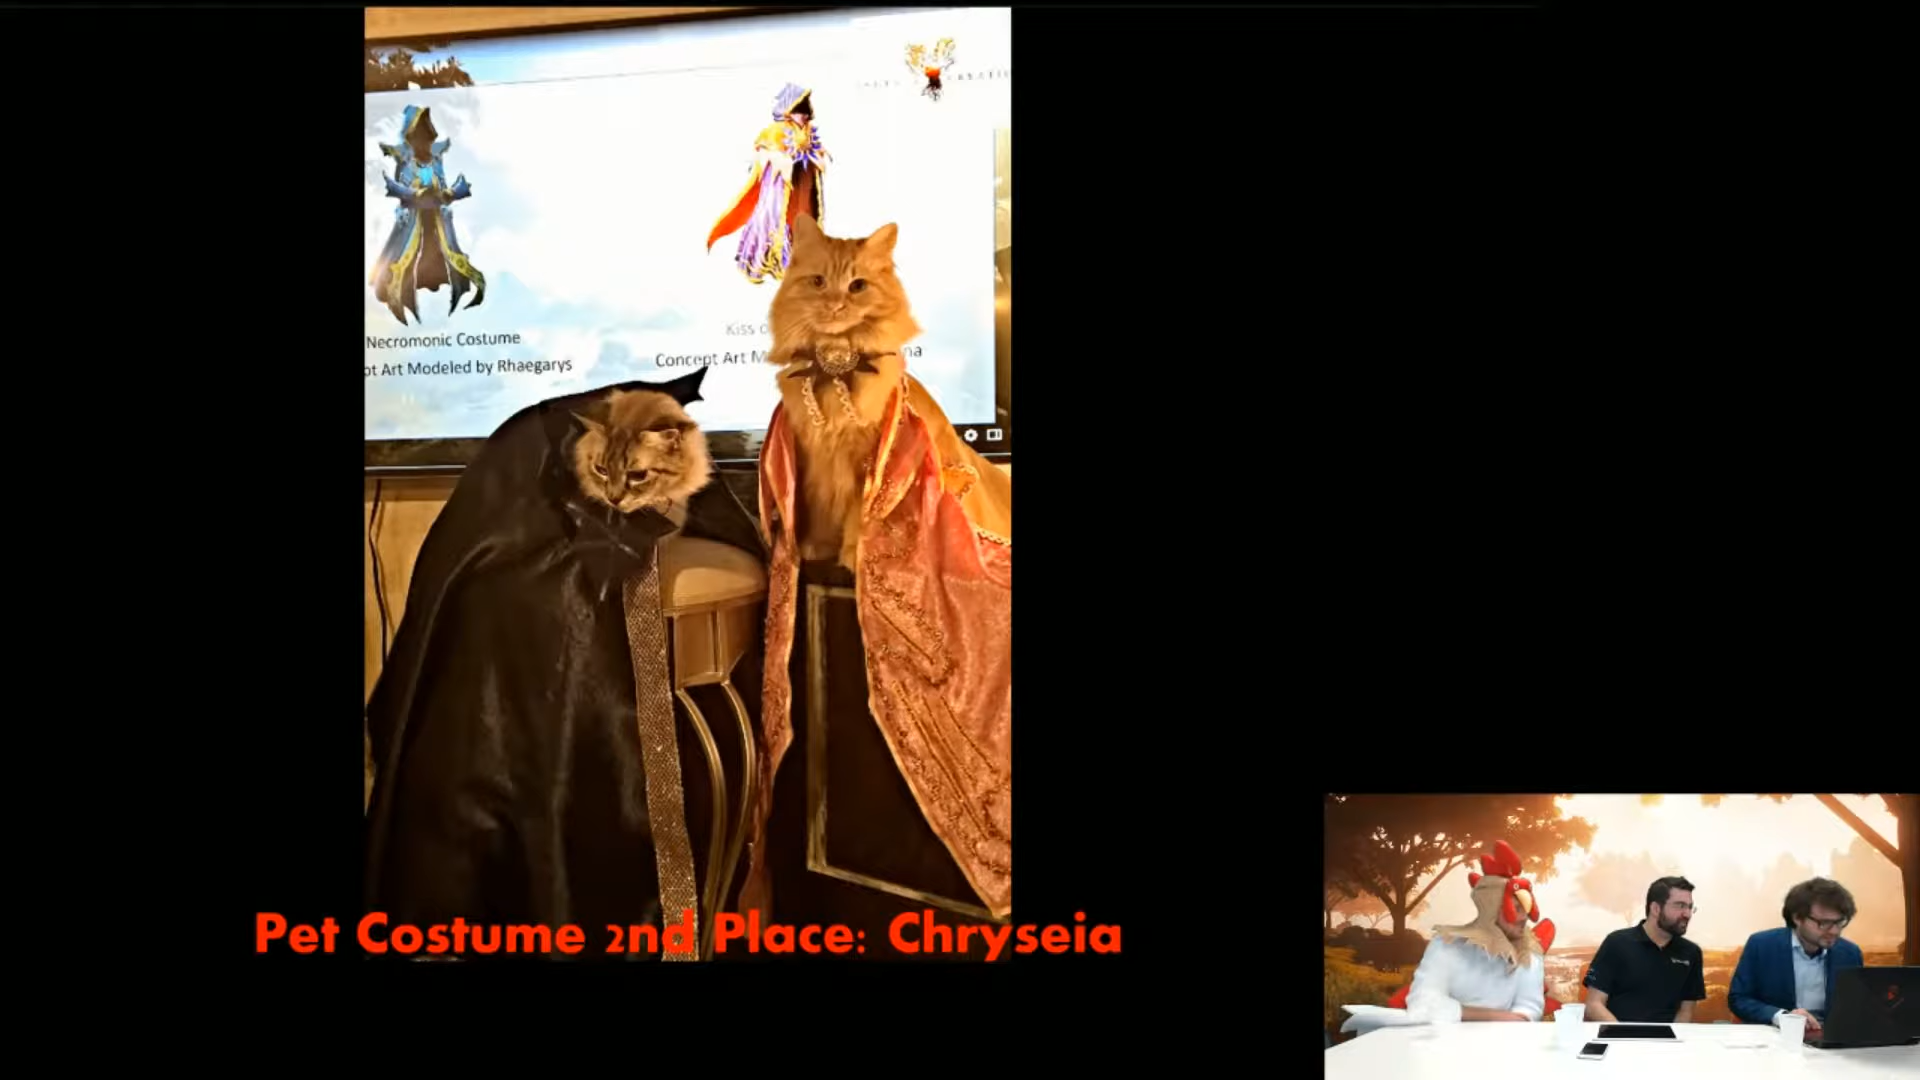 Necromonic Costume
pt Art Modeled by Rhaegarys
Kiss o
Concept Art M
na
Pet Costume 2nd Place: Chryseia